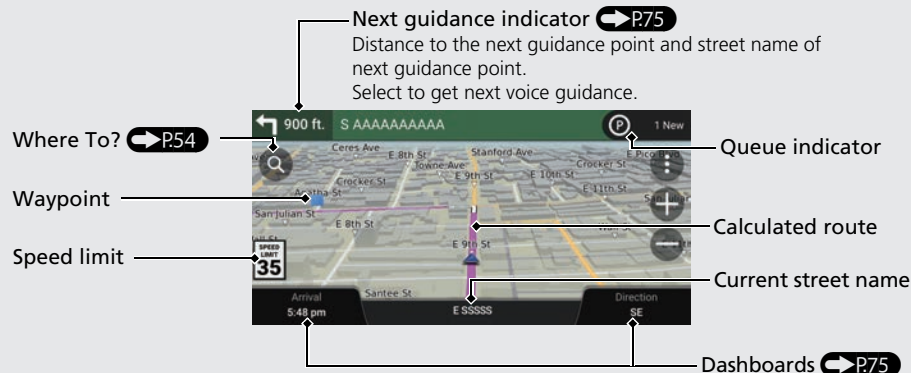 Next guidance indicator P.75
Distance to the next guidance point and street name of
next guidance point.
Select to get next voice guidance.
Where To? P.54
Waypoint
Speed limit
900 ft. S AAAAAAAAAA
P 1 New
Ceres Ave
E 8th St
Stanford Ave
Towne Ave
E 9th St
E 10th St
Crocker St
E Pico Blvd
Crocker St
Agatha St
E 11th St
San Julian St
E 8th St
E 9th St
SPEED
LIMIT
35
Santee St
Arrival
5:48 pm
E SSSSS
Direction
SE
Queue indicator
Calculated route
Current street name
Dashboards P.75